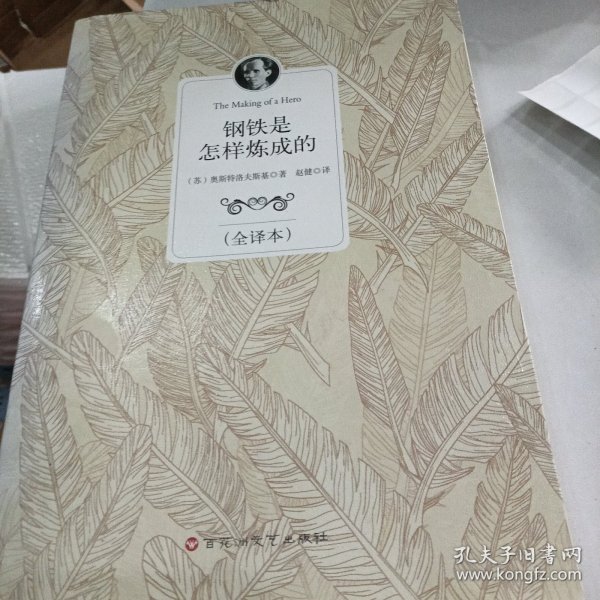 The Making of a Hero
钢铁是
怎样炼成的
（苏）奥斯特洛夫斯基◎著 赵健◎译
（全译本）
百花洲文艺出版社
孔夫子旧书网
www.kongfz.com